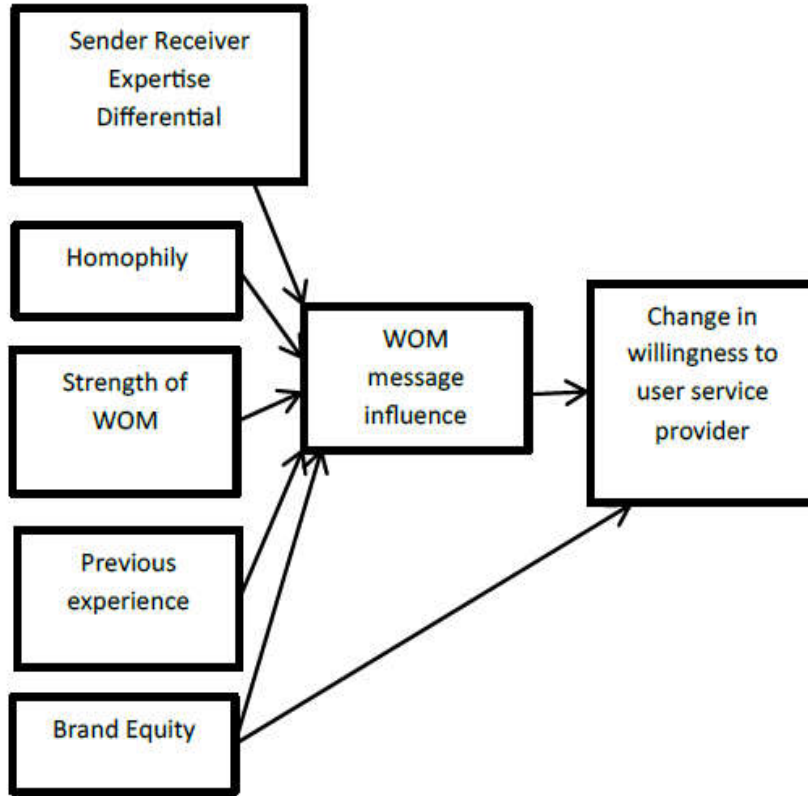 Sender Receiver
Expertise
Differential
Homophily
Strength of
WOM
Previous
experience
Brand Equity
WOM
message
influence
Change in
willingness to
user service
provider